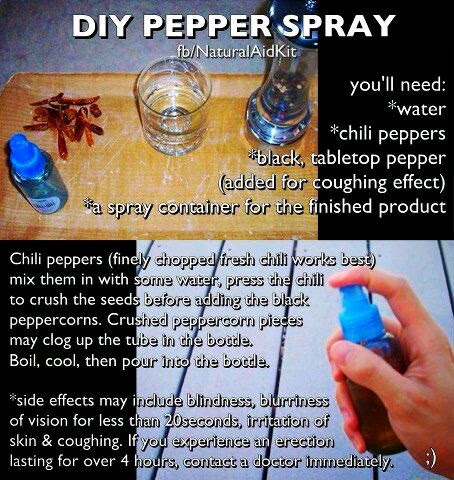 DIY PEPPER SPRAY
fb/NaturalAidKit
you'll need:
*water
*chili peppers
*black, tabletop pepper
(added for coughing effect)
*a spray container for the finished product
Chili peppers (finely chopped fresh chili works best)
mix them in with some water, press the chili
to crush the seeds before adding the black
peppercorns. Crushed peppercorn pieces
may clog up the tube in the bottle.
Boil, cool, then pour into the bottle.
*side effects may include blindness, blurriness
of vision for less than 20seconds, irritation of
skin & coughing. If you experience an erection
lasting for over 4 hours, contact a doctor immediately. ;)